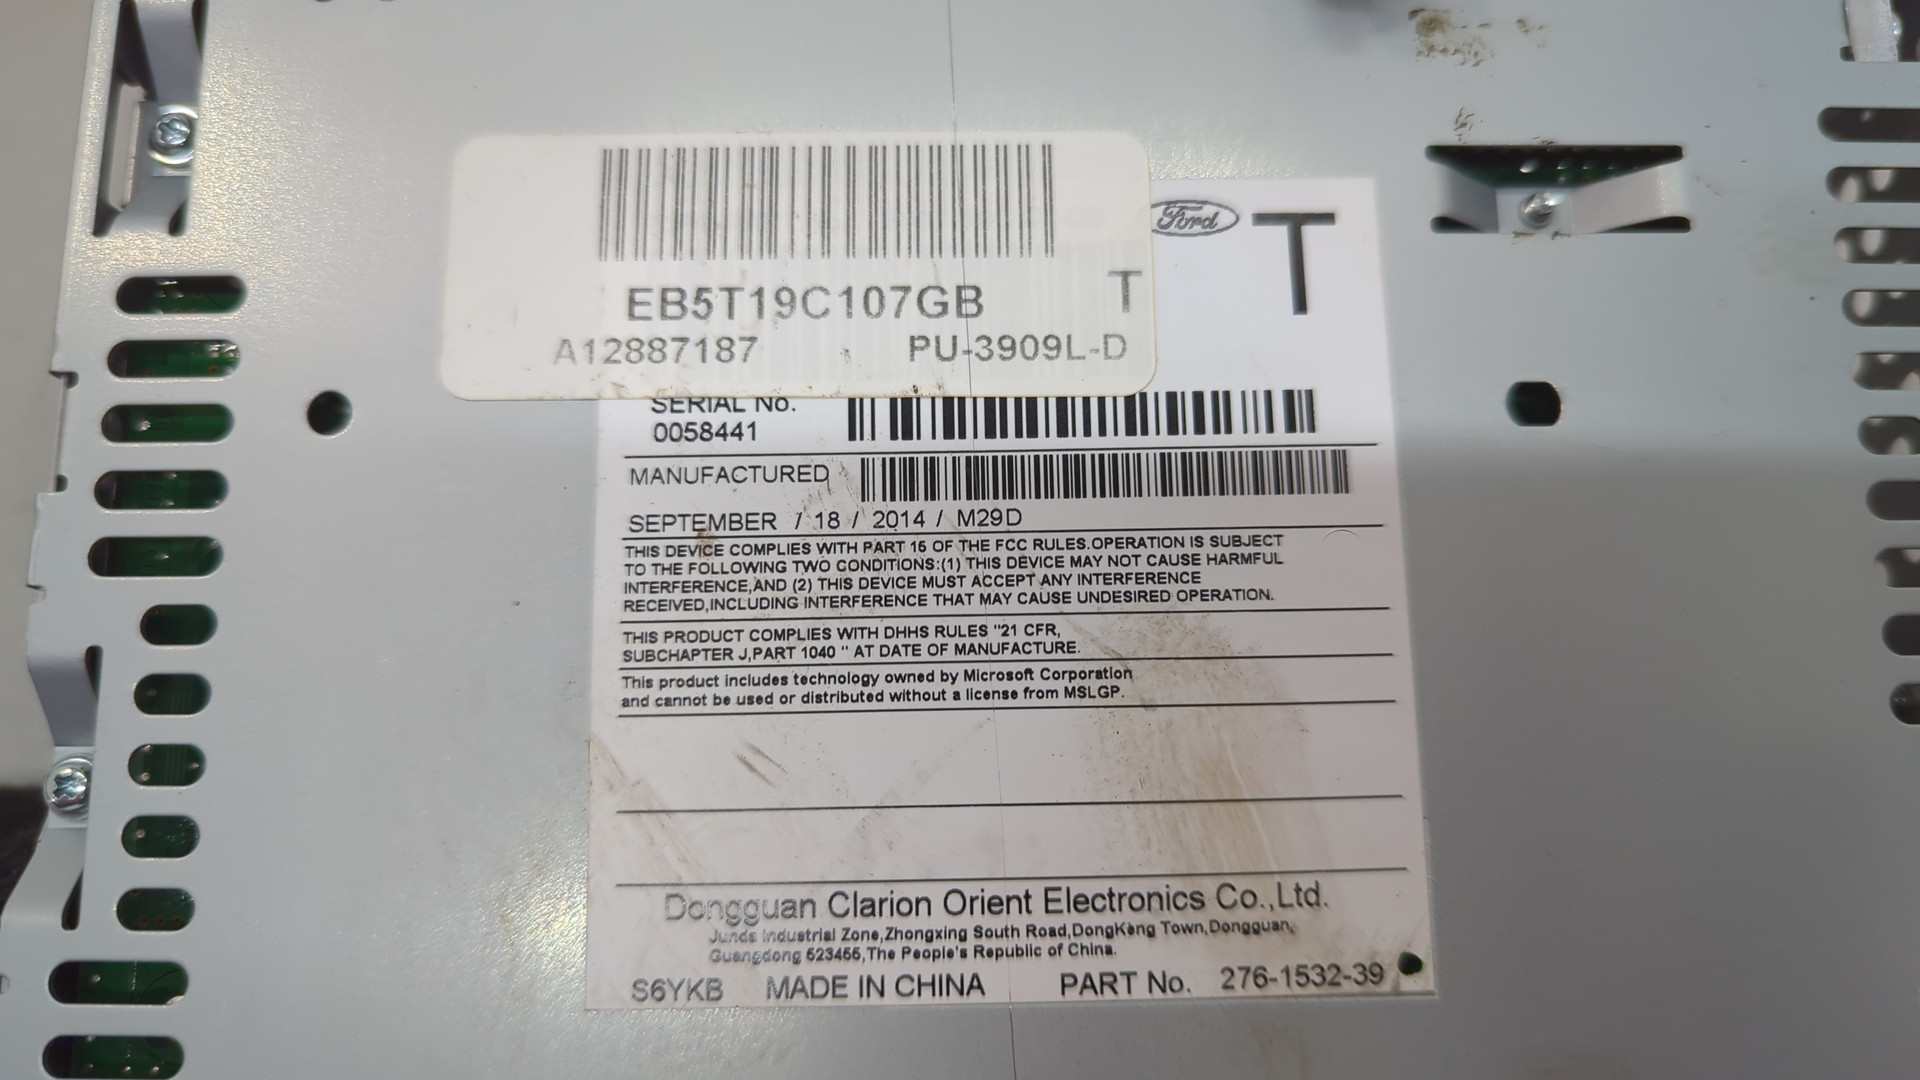 Ford T
EB5T19C107GB T
A12887187 PU-3909L-D
SERIAL No.
0058441
MANUFACTURED
SEPTEMBER / 18 / 2014 / M29D
THIS DEVICE COMPLIES WITH PART 15 OF THE FCC RULES.OPERATION IS SUBJECT
TO THE FOLLOWING TWO CONDITIONS:(1) THIS DEVICE MAY NOT CAUSE HARMFUL
INTERFERENCE,AND (2) THIS DEVICE MUST ACCEPT ANY INTERFERENCE
RECEIVED,INCLUDING INTERFERENCE THAT MAY CAUSE UNDESIRED OPERATION.
THIS PRODUCT COMPLIES WITH DHHS RULES "21 CFR,
SUBCHAPTER J,PART 1040 " AT DATE OF MANUFACTURE.
This product includes technology owned by Microsoft Corporation
and cannot be used or distributed without a license from MSLGP.
Dongguan Clarion Orient Electronics Co.,Ltd.
Junda Industrial Zone,Zhongxing South Road,DongKeng Town,Dongguan,
Guangdong 523455,The People's Republic of China.
S6YKB MADE IN CHINA PART No. 276-1532-39